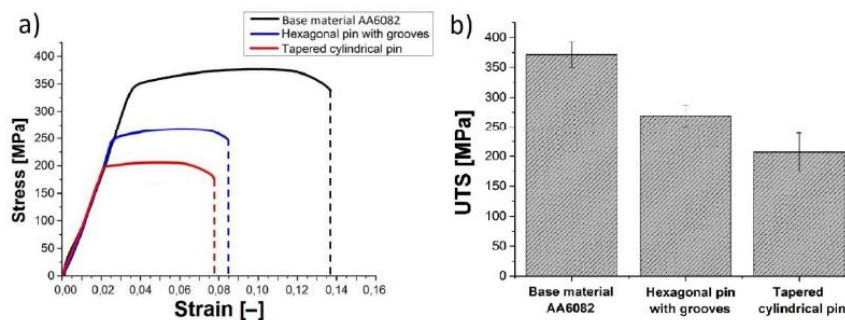 a)
Base material AA6082
Hexagonal pin with grooves
Tapered cylindrical pin
400
350
300
250
200
150
100
50
0
Stress [MPa]
0,00 0,02 0,04 0,06 0,08 0,10 0,12 0,14 0,16
Strain [–]
b)
400
350
300
250
200
150
100
50
0
UTS [MPa]
Base material
AA6082
Hexagonal pin
with grooves
Tapered
cylindrical pin